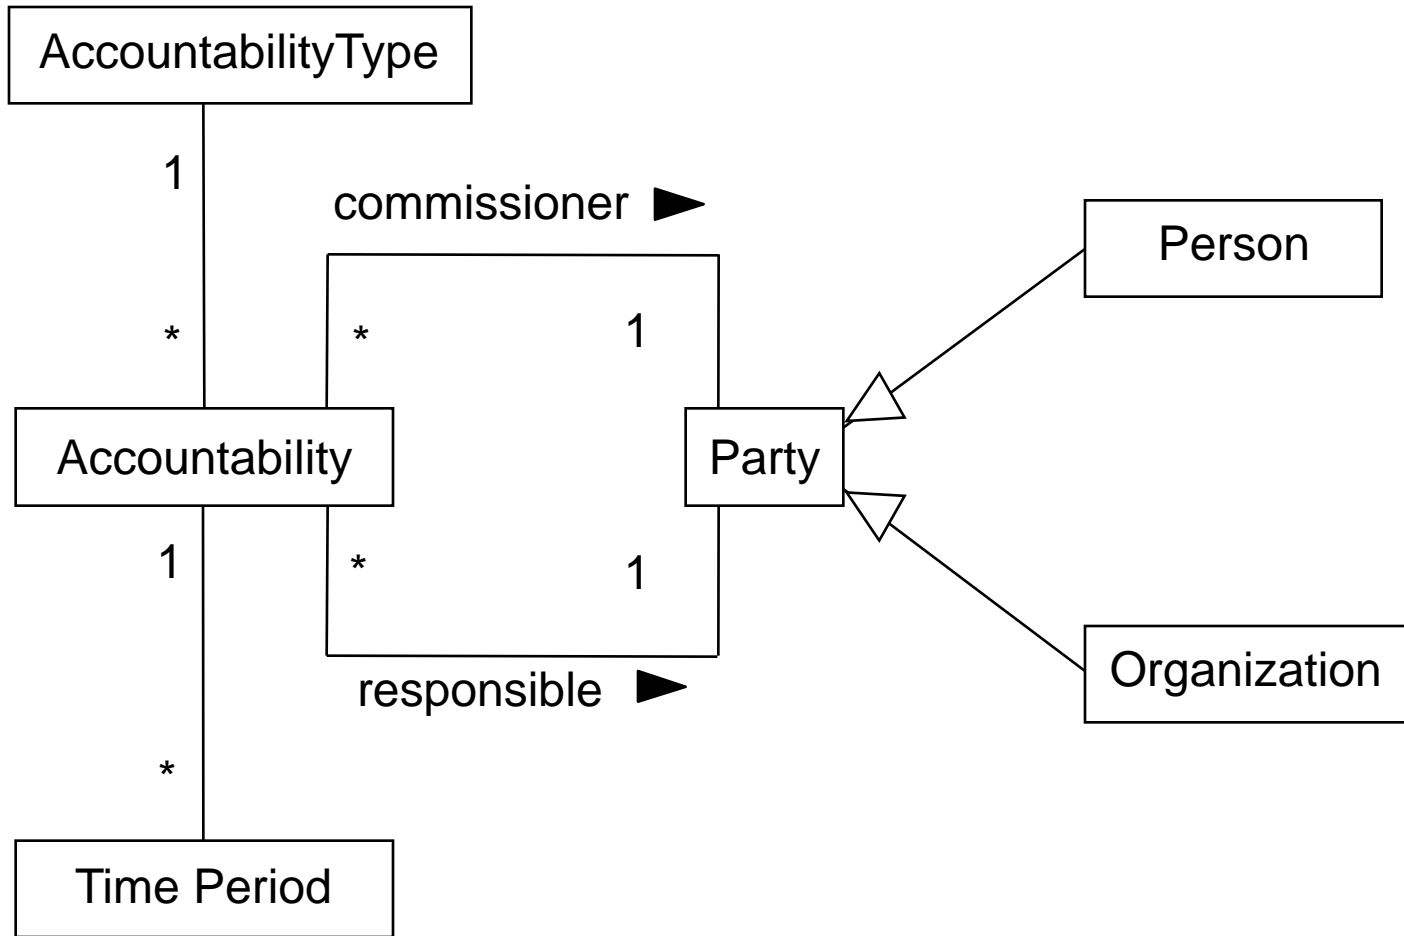 AccountabilityType
1
commissioner
Person
*
*
1
Accountability
Party
1
*
1
Organization
responsible
*
Time Period